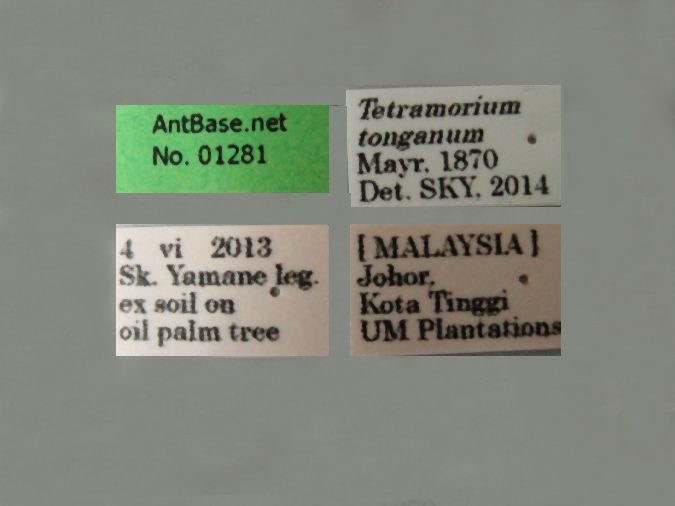 AntBase.net
No. 01281
Tetramorium
tonganum
Mayr, 1870
Det. SKY, 2014
4 vi 2013
Sk. Yamane leg.
ex soil on
oil palm tree
[ MALAYSIA ]
Johor,
Kota Tinggi
UM Plantations